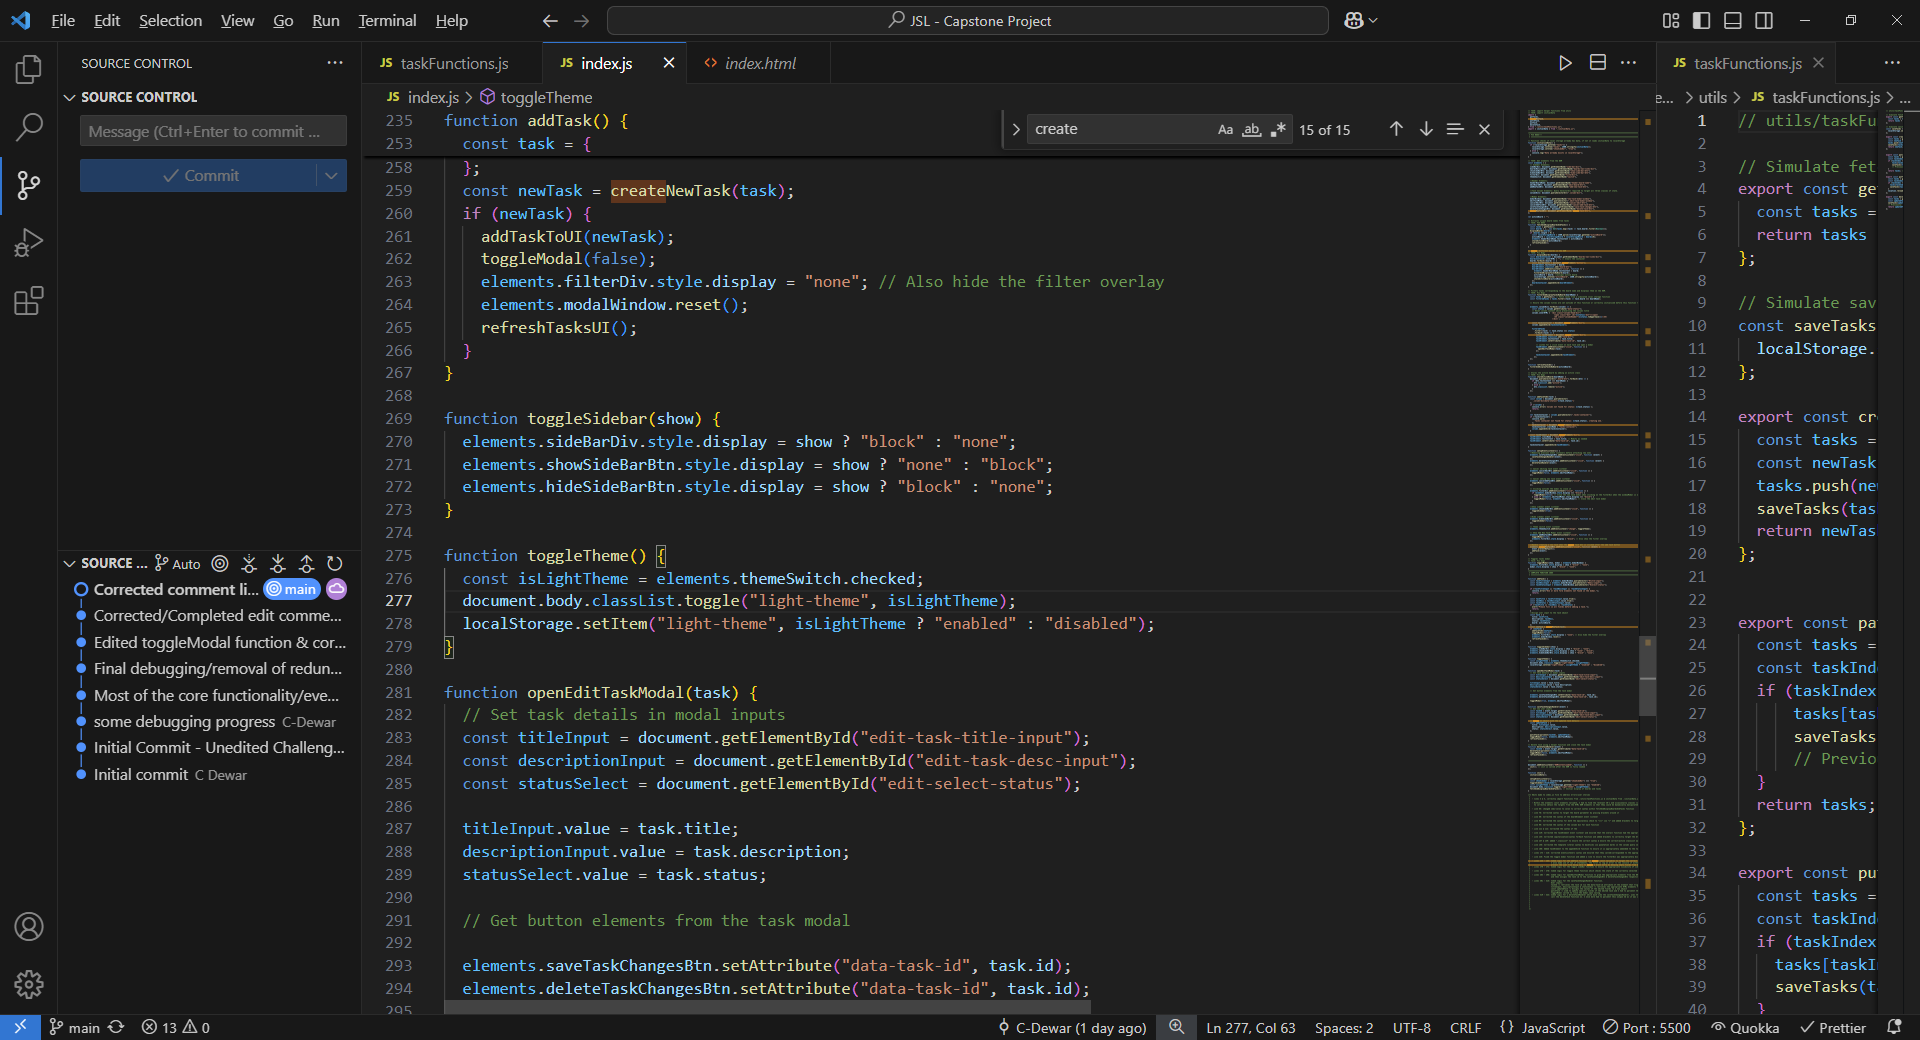 File Edit Selection View Go Run Terminal Help
JSL - Capstone Project
SOURCE CONTROL
SOURCE CONTROL
Message (Ctrl+Enter to commit ...
Commit
SOURCE ... Auto
Corrected comment li... main
Corrected/Completed edit comme...
Edited toggleModal function & cor...
Final debugging/removal of redun...
Most of the core functionality/eve...
some debugging progress C-Dewar
Initial Commit - Unedited Challeng...
Initial commit C Dewar
JS taskFunctions.js
JS index.js
<> index.html
JS index.js > toggleTheme
create Aa ab .* 15 of 15
235 function addTask() {
253 const task = {
258 };
259 const newTask = createNewTask(task);
260 if (newTask) {
261 addTaskToUI(newTask);
262 toggleModal(false);
263 elements.filterDiv.style.display = "none"; // Also hide the filter overlay
264 elements.modalWindow.reset();
265 refreshTasksUI();
266 }
267 }
268
269 function toggleSidebar(show) {
270 elements.sideBarDiv.style.display = show ? "block" : "none";
271 elements.showSideBarBtn.style.display = show ? "none" : "block";
272 elements.hideSideBarBtn.style.display = show ? "block" : "none";
273 }
274
275 function toggleTheme() {
276 const isLightTheme = elements.themeSwitch.checked;
277 document.body.classList.toggle("light-theme", isLightTheme);
278 localStorage.setItem("light-theme", isLightTheme ? "enabled" : "disabled");
279 }
280
281 function openEditTaskModal(task) {
282 // Set task details in modal inputs
283 const titleInput = document.getElementById("edit-task-title-input");
284 const descriptionInput = document.getElementById("edit-task-desc-input");
285 const statusSelect = document.getElementById("edit-select-status");
286
287 titleInput.value = task.title;
288 descriptionInput.value = task.description;
289 statusSelect.value = task.status;
290
291 // Get button elements from the task modal
292
293 elements.saveTaskChangesBtn.setAttribute("data-task-id", task.id);
294 elements.deleteTaskChangesBtn.setAttribute("data-task-id", task.id);
295
JS taskFunctions.js
e... > utils > JS taskFunctions.js > ...
1 // utils/taskFu
2
3 // Simulate fet
4 export const ge
5 const tasks =
6 return tasks
7 };
8
9 // Simulate sav
10 const saveTasks
11 localStorage.
12 };
13
14 export const cr
15 const tasks =
16 const newTask
17 tasks.push(ne
18 saveTasks(tas
19 return newTas
20 };
21
22
23 export const pa
24 const tasks =
25 const taskInd
26 if (taskIndex
27 tasks[tas
28 saveTasks
29 // Previo
30 }
31 return tasks;
32 };
33
34 export const pu
35 const tasks =
36 const taskInd
37 if (taskIndex
38 tasks[taskI
39 saveTasks(t
40 }
main 13 0 C-Dewar (1 day ago) Ln 277, Col 63 Spaces: 2 UTF-8 CRLF {} JavaScript Port : 5500 Quokka Prettier